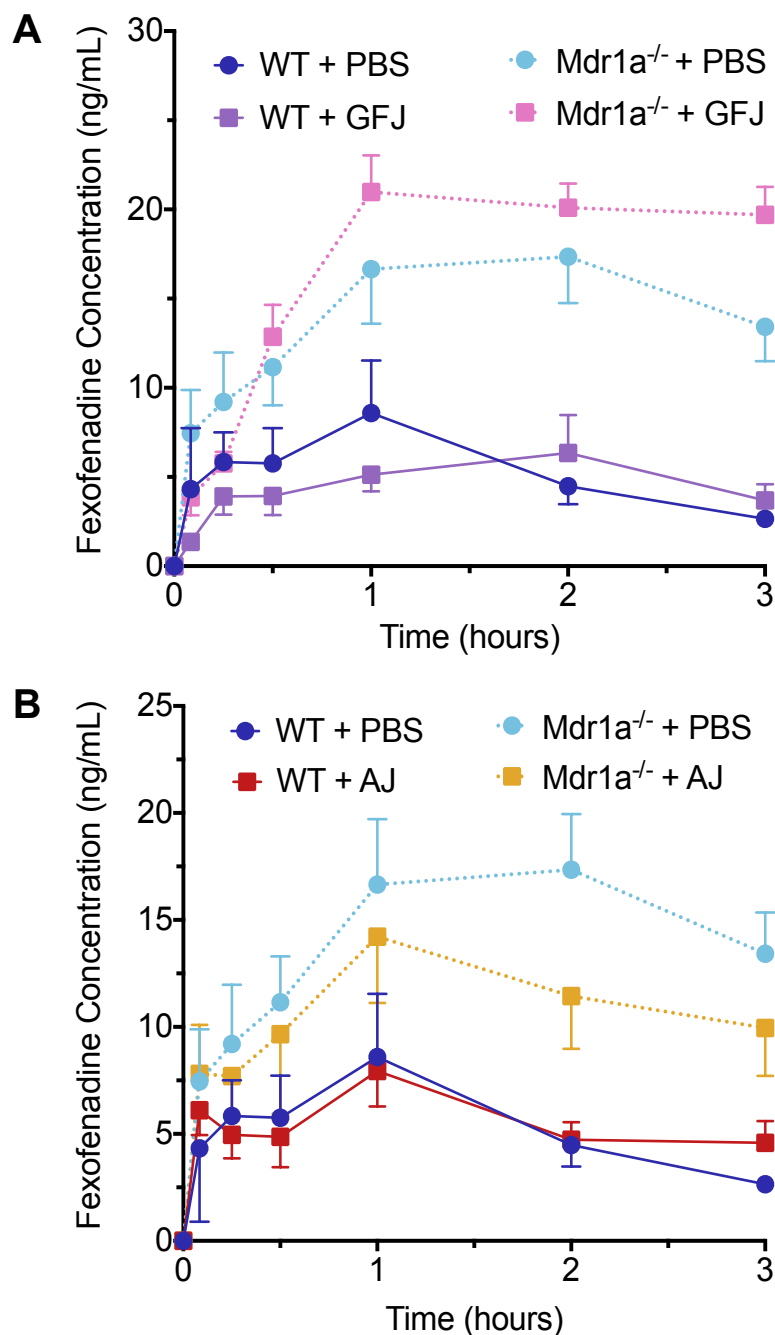 A
Fexofenadine Concentration (ng/mL)
30
20
10
0
WT + PBS
Mdr1a-/- + PBS
WT + GFJ
Mdr1a-/- + GFJ
0 1 2 3
Time (hours)
B
Fexofenadine Concentration (ng/mL)
25
20
15
10
5
0
WT + PBS
Mdr1a-/- + PBS
WT + AJ
Mdr1a-/- + AJ
0 1 2 3
Time (hours)